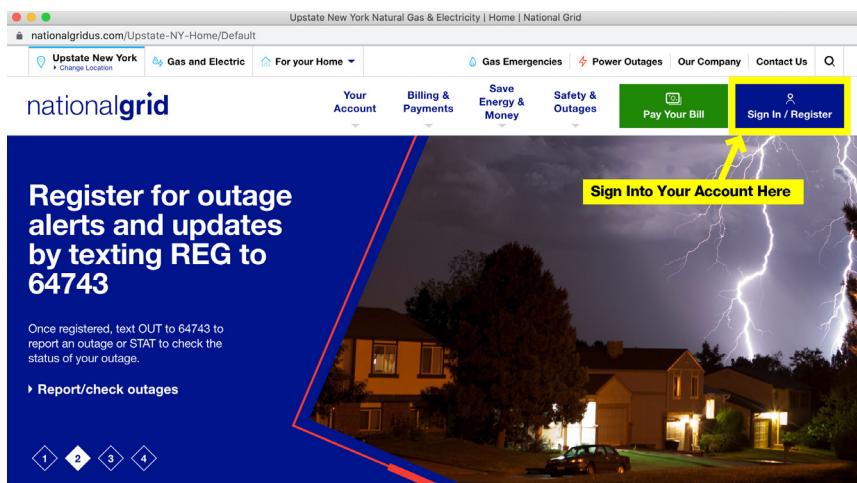 Upstate New York Natural Gas & Electricity | Home | National Grid
nationalgridus.com/Upstate-NY-Home/Default
Upstate New York
Change Location
Gas and Electric
For your Home
Gas Emergencies
Power Outages
Our Company
Contact Us
nationalgrid
Your
Account
Billing &
Payments
Save
Energy &
Money
Safety &
Outages
Pay Your Bill
Sign In / Register
Sign Into Your Account Here
Register for outage
alerts and updates
by texting REG to
64743
Once registered, text OUT to 64743 to
report an outage or STAT to check the
status of your outage.
Report/check outages
1 2 3 4